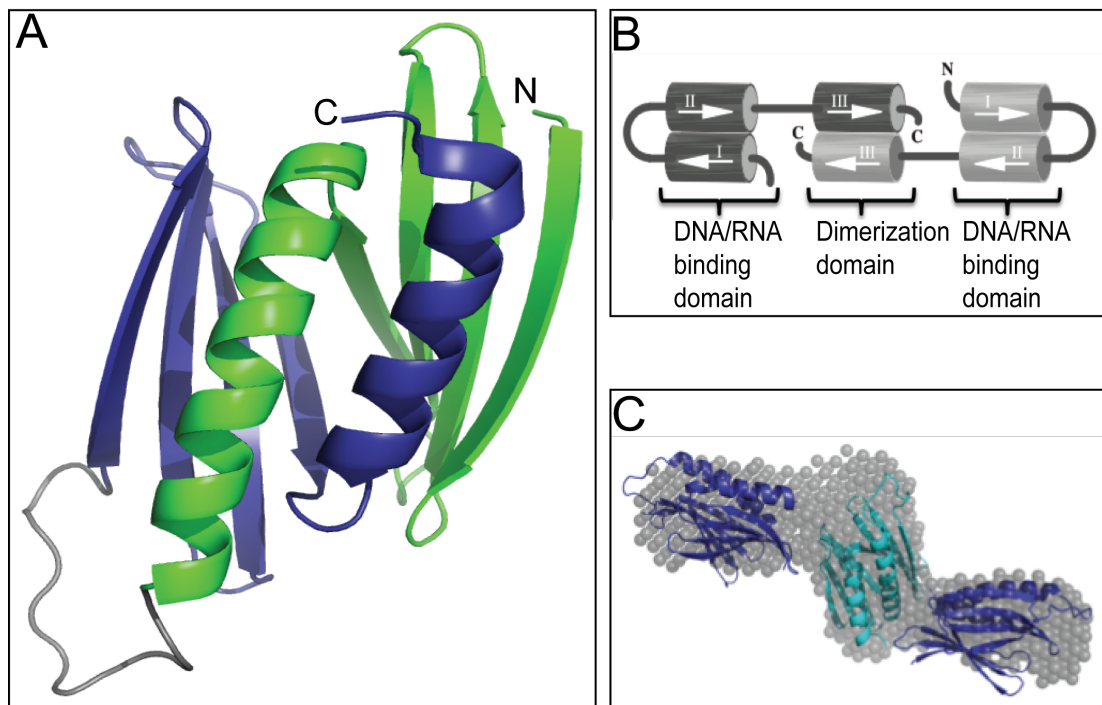 A
C
N
B
N
II
III
I
C
C
I
III
II
DNA/RNA
binding
domain
Dimerization
domain
DNA/RNA
binding
domain
C